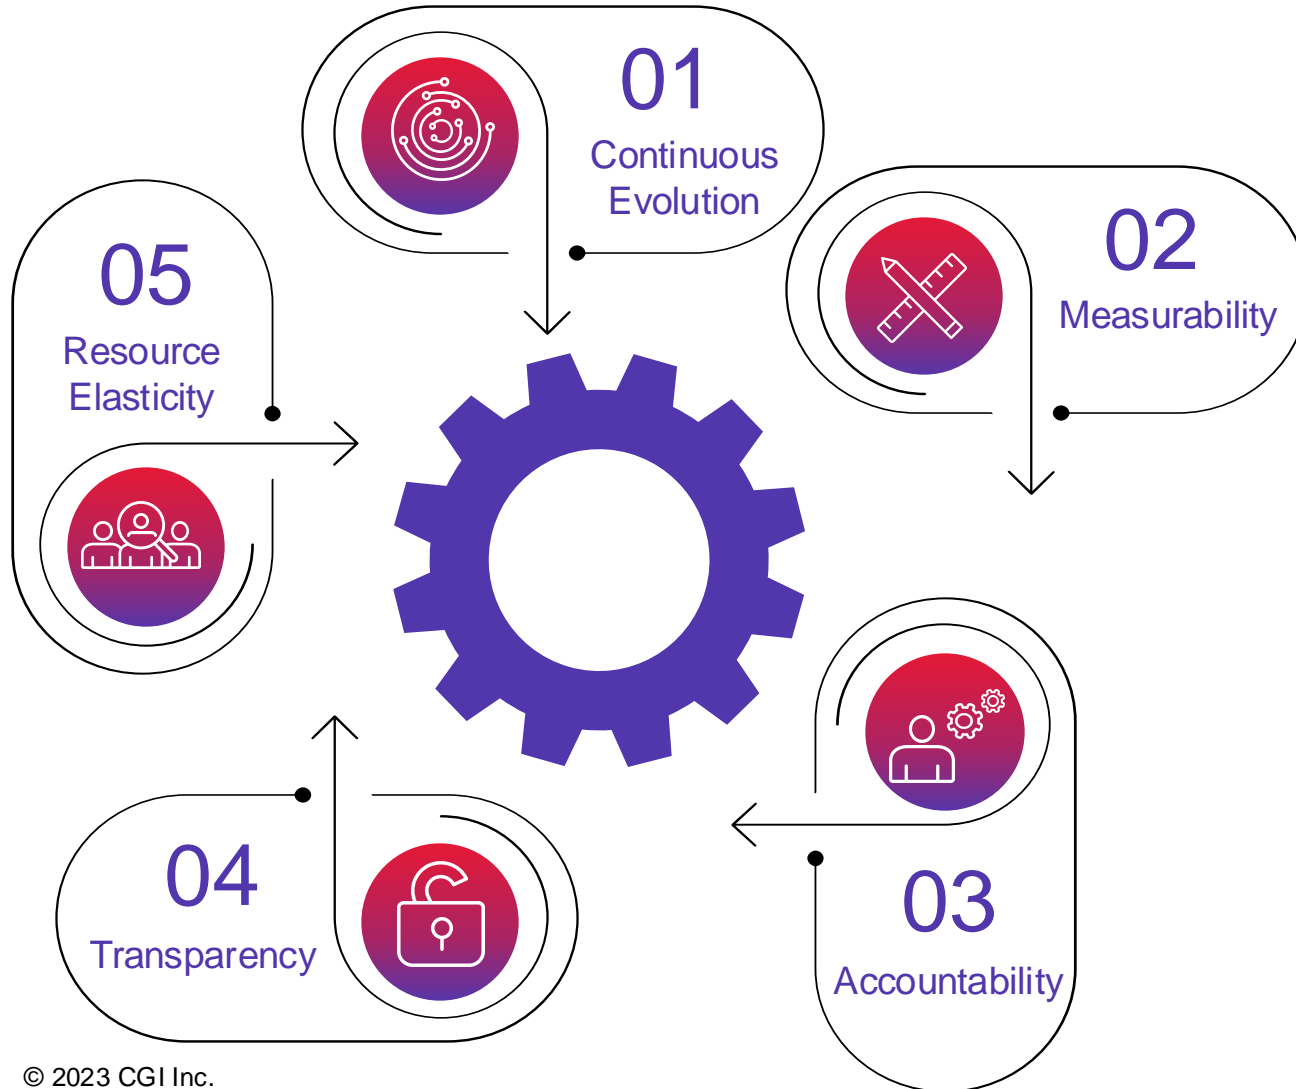 01
Continuous
Evolution
02
Measurability
05
Resource
Elasticity
04
Transparency
03
Accountability
© 2023 CGI Inc.